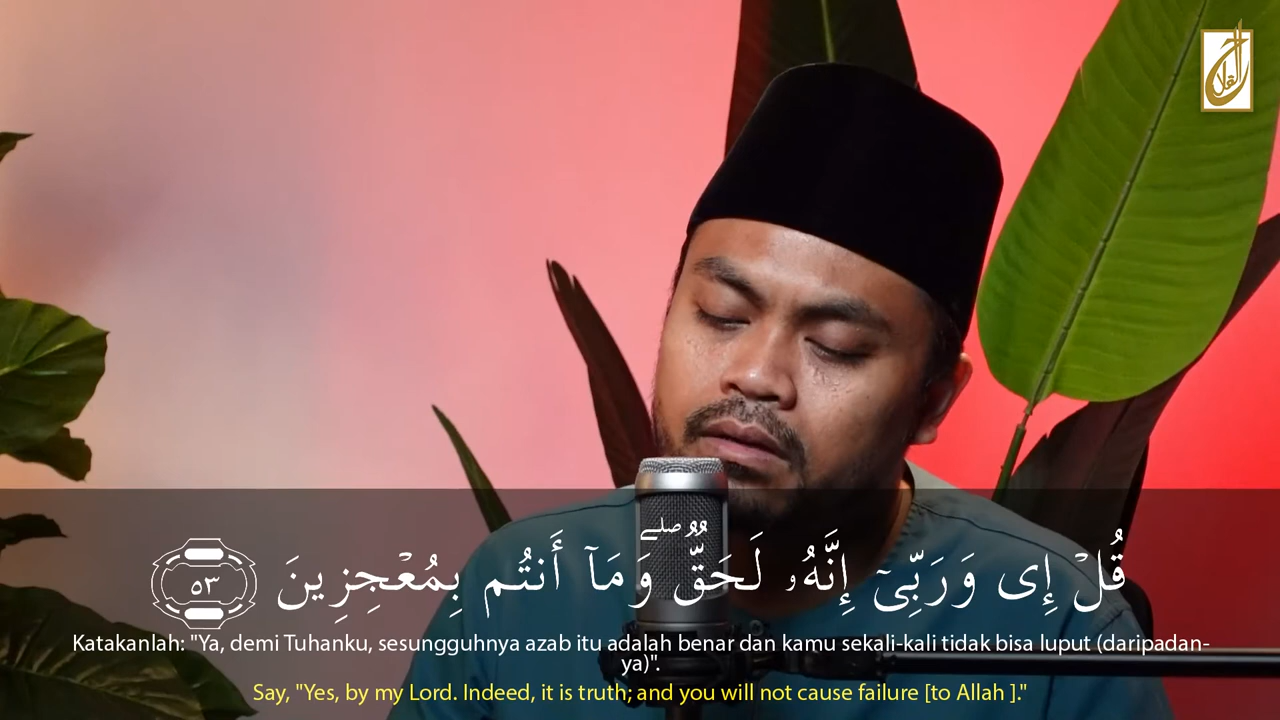 القرآن
قُلْ إِى وَرَبِّىٓ إِنَّهُۥ لَحَقٌّ ۖ وَمَآ أَنتُم بِمُعْجِزِينَ ٥٣
Katakanlah: "Ya, demi Tuhanku, sesungguhnya azab itu adalah benar dan kamu sekali-kali tidak bisa luput (daripadan-
ya)".
Say, "Yes, by my Lord. Indeed, it is truth; and you will not cause failure [to Allah ]."